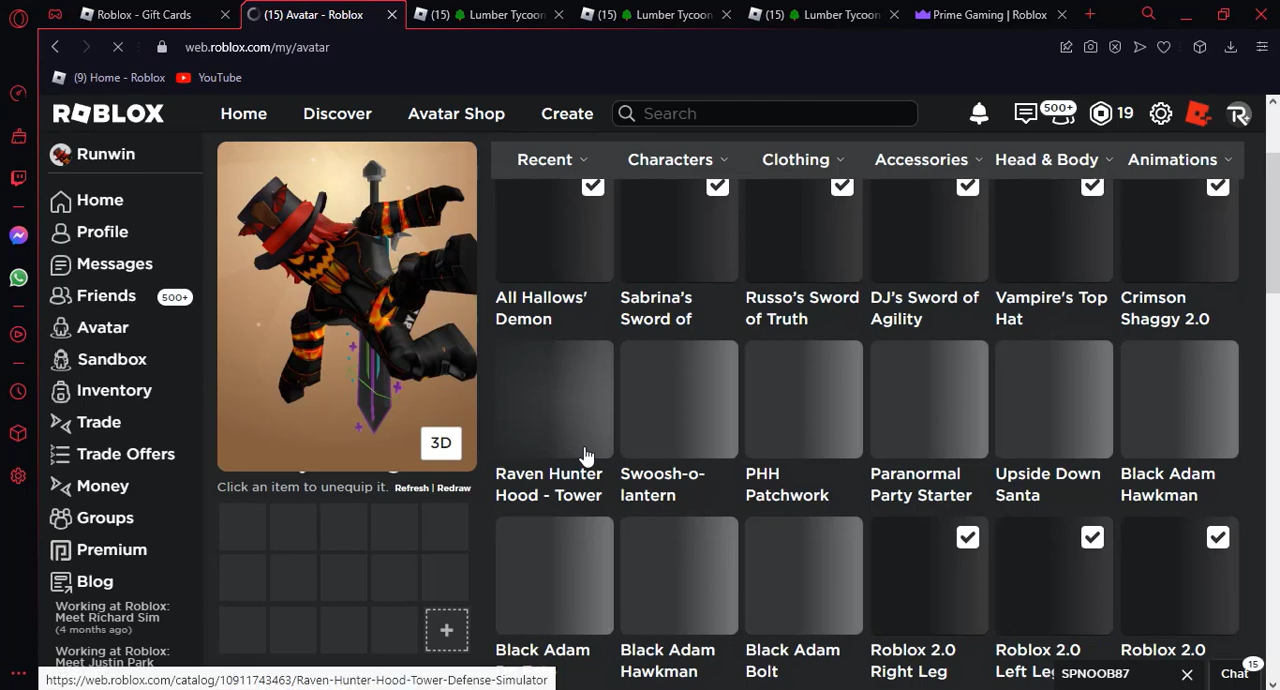 Roblox - Gift Cards
(15) Avatar - Roblox
(15) 🌲 Lumber Tycoon
(15) 🌲 Lumber Tycoon
(15) 🌲 Lumber Tycoon
Prime Gaming | Roblox
web.roblox.com/my/avatar
(9) Home - Roblox
YouTube
ROBLOX
Home
Discover
Avatar Shop
Create
Search
500+
19
Runwin
Home
Profile
Messages
Friends
500+
Avatar
Sandbox
Inventory
Trade
Trade Offers
Money
Groups
Premium
Blog
Working at Roblox:
Meet Richard Sim
(4 months ago)
Working at Roblox:
Meet Justin Park
3D
Click an item to unequip it. Refresh | Redraw
Recent
Characters
Clothing
Accessories
Head & Body
Animations
All Hallows'
Demon
Sabrina's
Sword of
Russo's Sword
of Truth
DJ's Sword of
Agility
Vampire's Top
Hat
Crimson
Shaggy 2.0
Raven Hunter
Hood - Tower
Swoosh-o-
lantern
PHH
Patchwork
Paranormal
Party Starter
Upside Down
Santa
Black Adam
Hawkman
Black Adam
Black Adam
Hawkman
Black Adam
Bolt
Roblox 2.0
Right Leg
Roblox 2.0
Left Leg
Roblox 2.0
SPNOOB87
Chat
15
https://web.roblox.com/catalog/10911743463/Raven-Hunter-Hood-Tower-Defense-Simulator